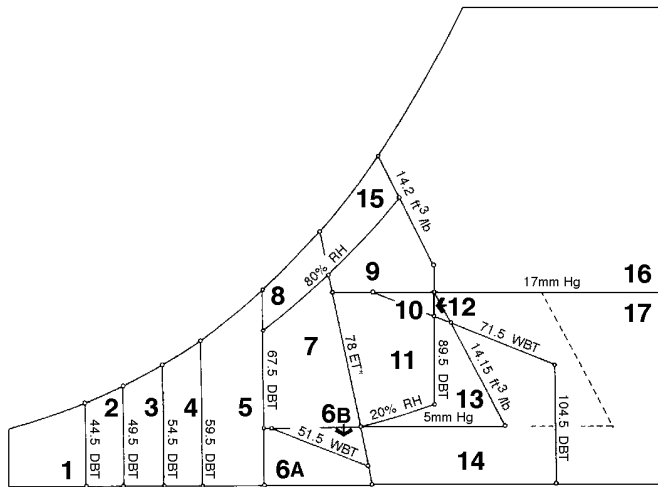 14.2 ft³/lb
15
80% RH
9
16
17mm Hg
8
10
12
17
71.5 WBT
7
78 ET*
11
89.5 DBT
14.15 ft³/lb
67.5 DBT
2
3
4
5
6B
20% RH
5mm Hg
13
104.5 DBT
51.5 WBT
1
44.5 DBT
49.5 DBT
54.5 DBT
59.5 DBT
6A
14